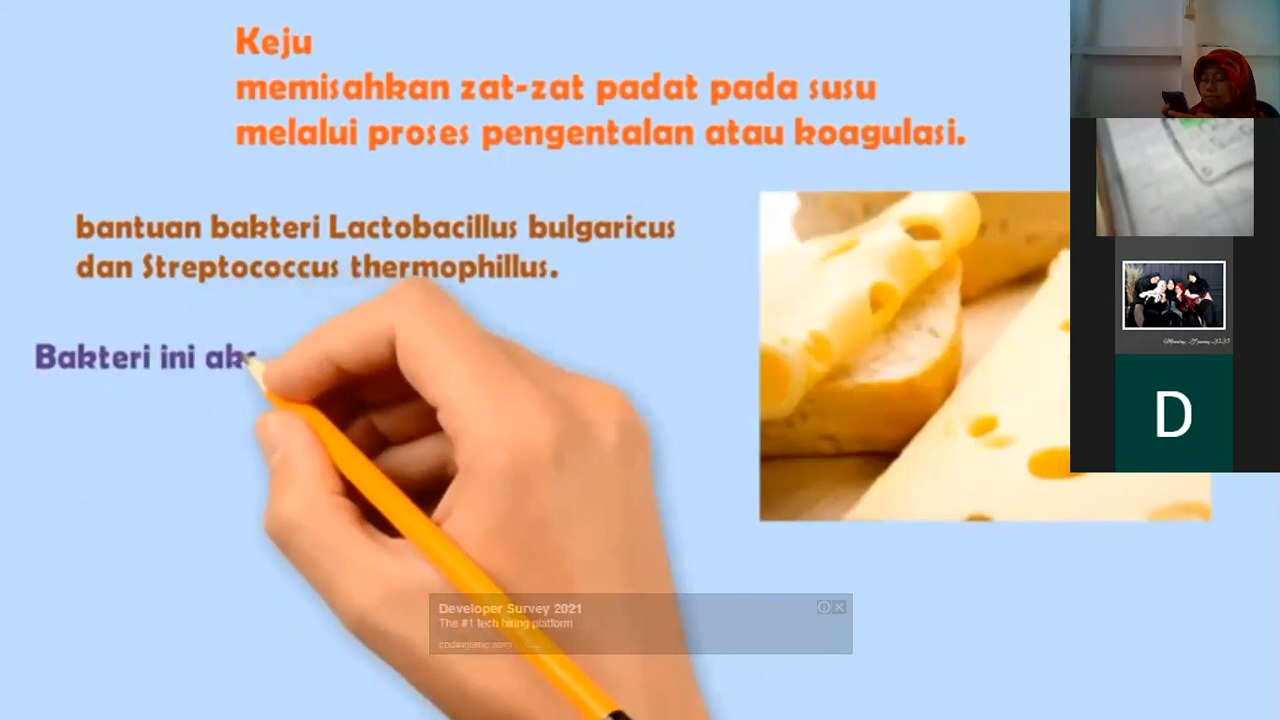 Keju
memisahkan zat-zat padat pada susu
melalui proses pengentalan atau koagulasi.
bantuan bakteri Lactobacillus bulgaricus
dan Streptococcus thermophillus.
Bakteri ini
Developer Survey 2021
The #1 tech hiring platform
D